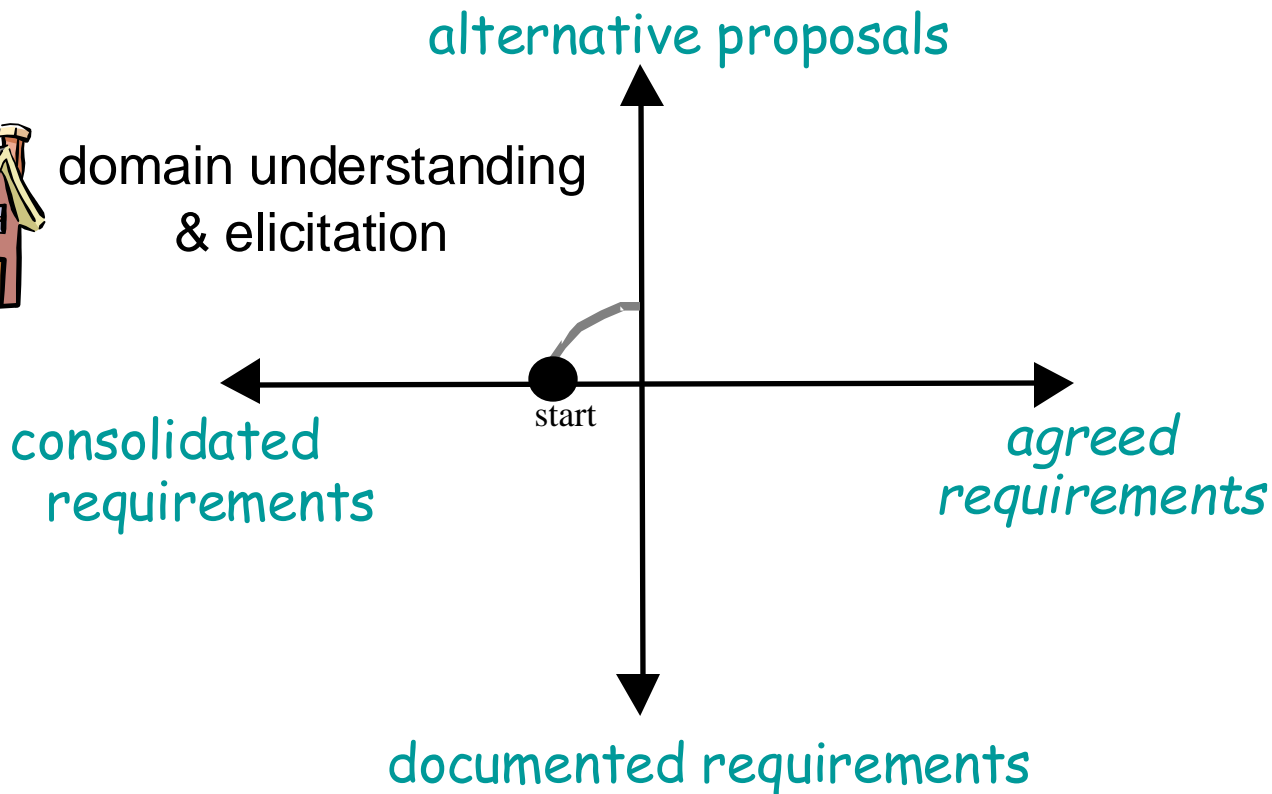 alternative proposals
domain understanding
& elicitation
start
consolidated
requirements
agreed
requirements
documented requirements